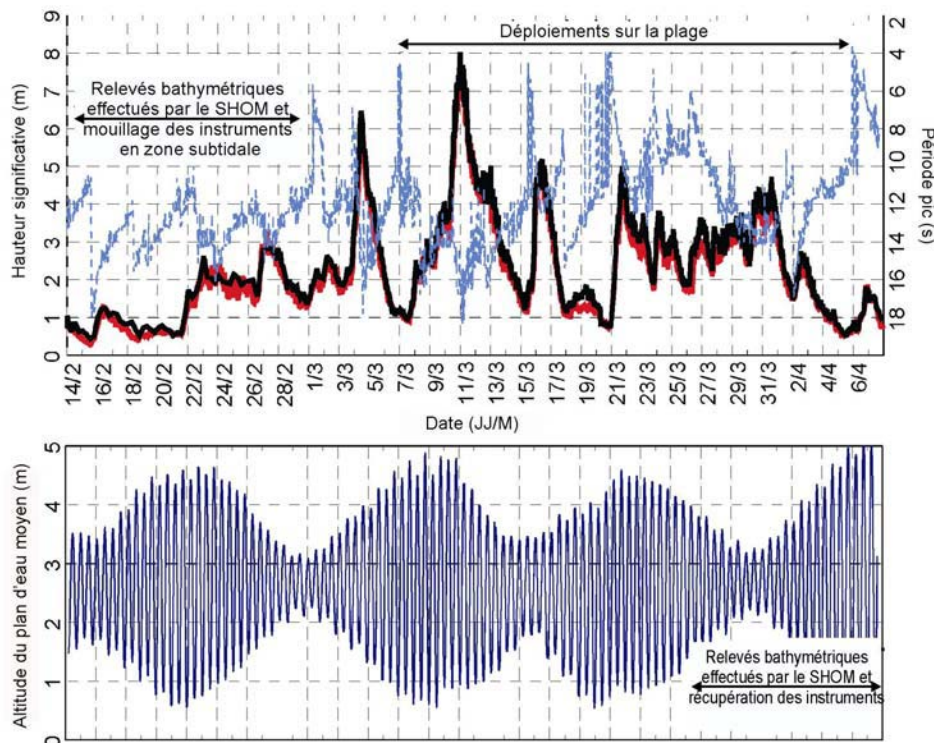 Déploiements sur la plage
Relevés bathymétriques
effectués par le SHOM et
mouillage des instruments
en zone subtidale
Hauteur significative (m)
9
8
7
6
5
4
3
2
1
0
Période pic (s)
2
4
6
8
10
12
14
16
18
14/2 16/2 18/2 20/2 22/2 24/2 26/2 28/2 1/3 3/3 5/3 7/3 9/3 11/3 13/3 15/3 17/3 19/3 21/3 23/3 25/3 27/3 29/3 31/3 2/4 4/4 6/4
Date (JJ/M)
Altitude du plan d'eau moyen (m)
5
4
3
2
1
0
Relevés bathymétriques
effectués par le SHOM et
récupération des instruments